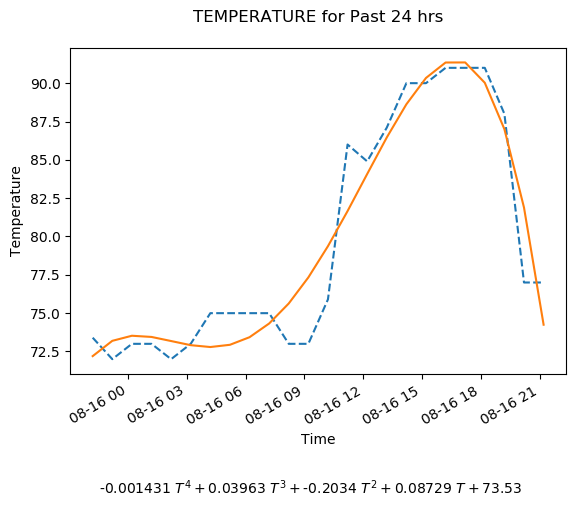 TEMPERATURE for Past 24 hrs
90.0
87.5
85.0
82.5
80.0
77.5
75.0
72.5
Temperature
08-16 00 08-16 03 08-16 06 08-16 09 08-16 12 08-16 15 08-16 18 08-16 21
Time
-0.001431 T⁴ + 0.03963 T³ + -0.2034 T² + 0.08729 T + 73.53